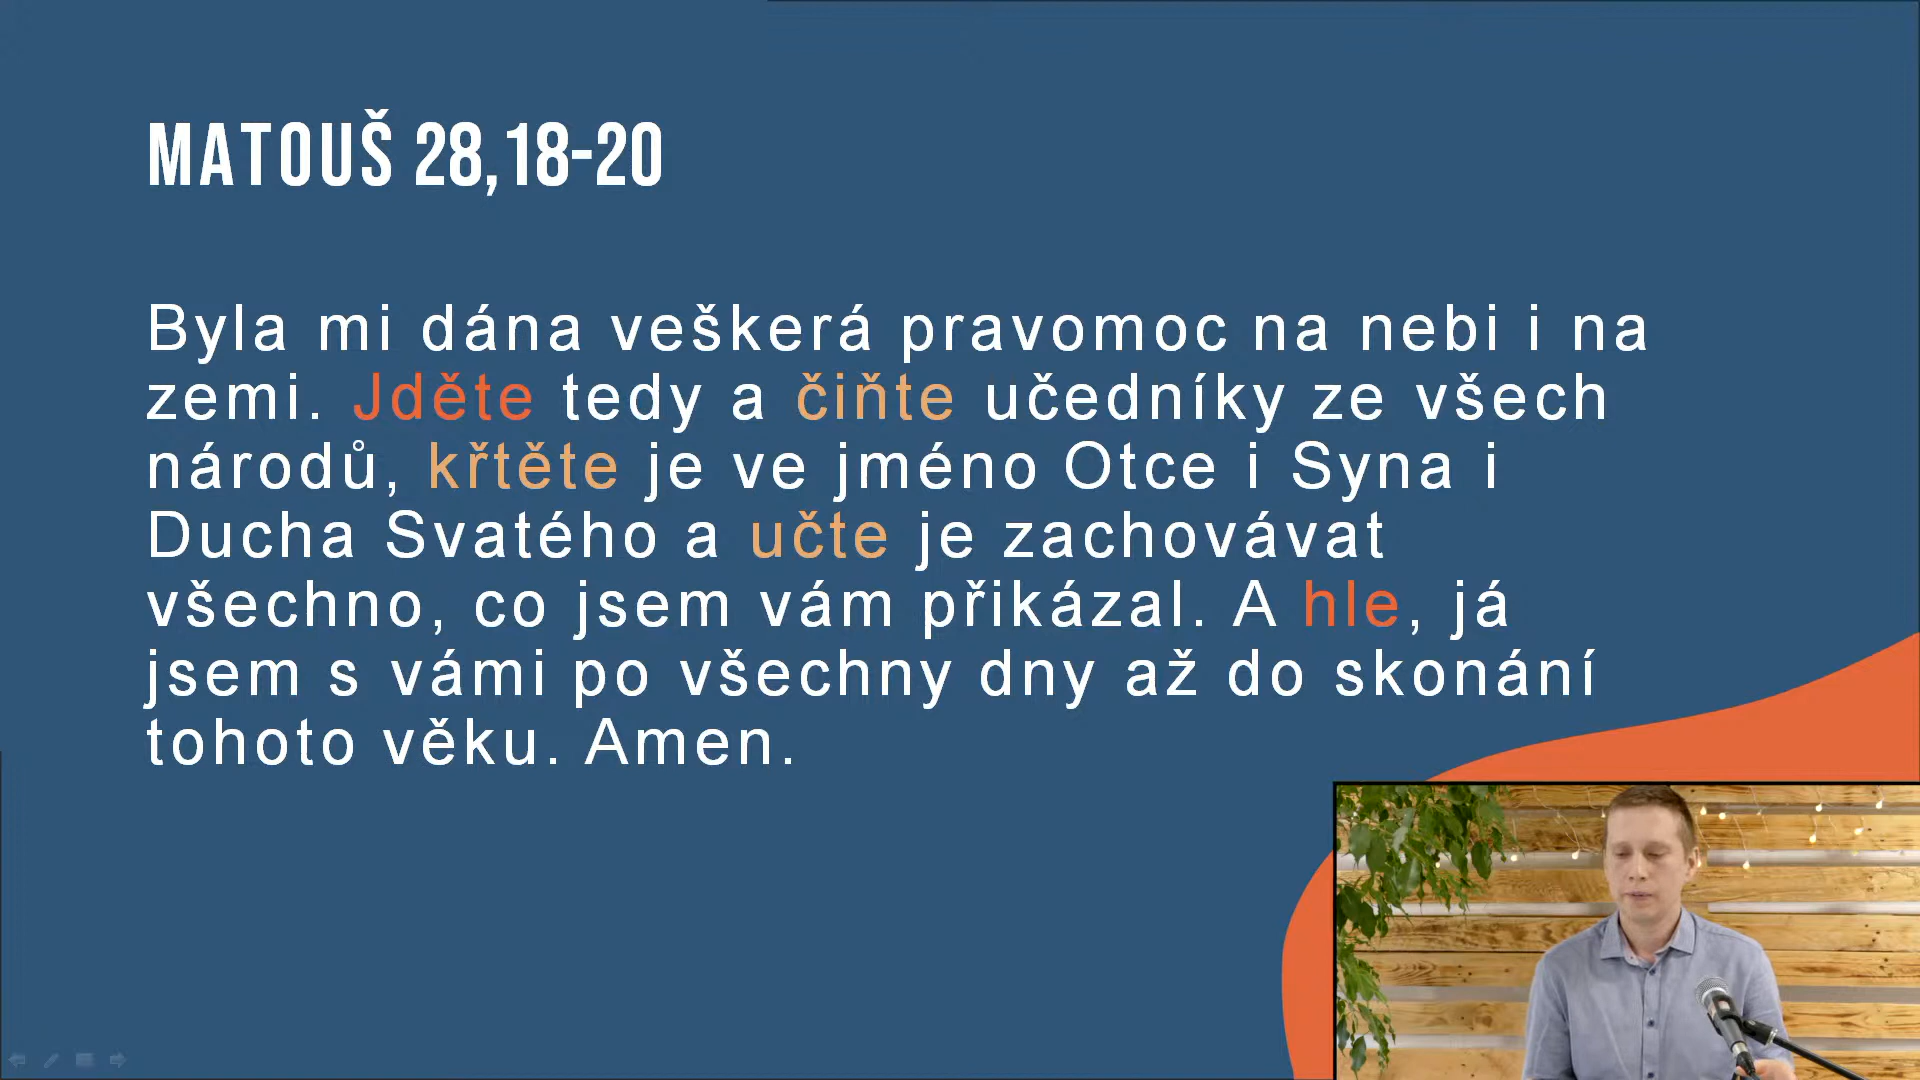 MATOUŠ 28,18-20
Byla mi dána veškerá pravomoc na nebi i na
zemi. Jděte tedy a čiňte učedníky ze všech
národů, křtěte je ve jméno Otce i Syna i
Ducha Svatého a učte je zachovávat
všechno, co jsem vám přikázal. A hle, já
jsem s vámi po všechny dny až do skonání
tohoto věku. Amen.